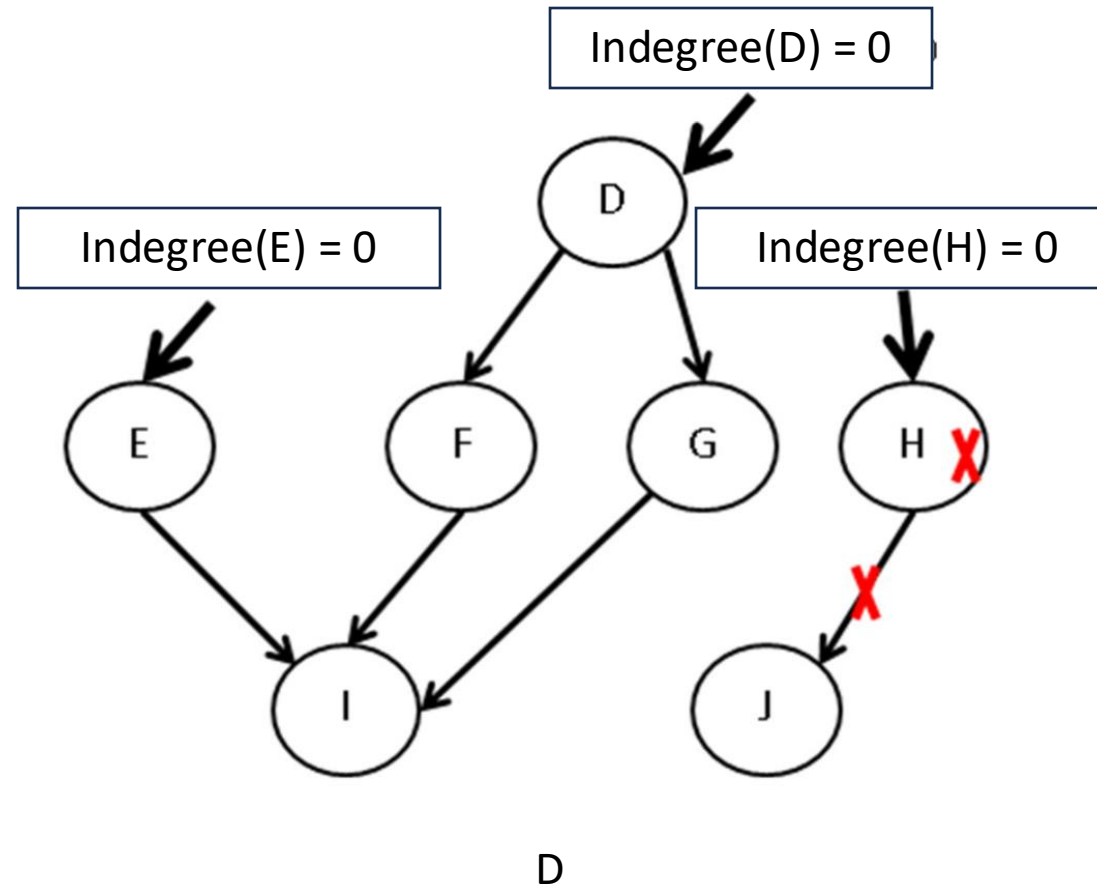 Indegree(D) = 0
D
Indegree(E) = 0
Indegree(H) = 0
E
F
G
H
I
J
D